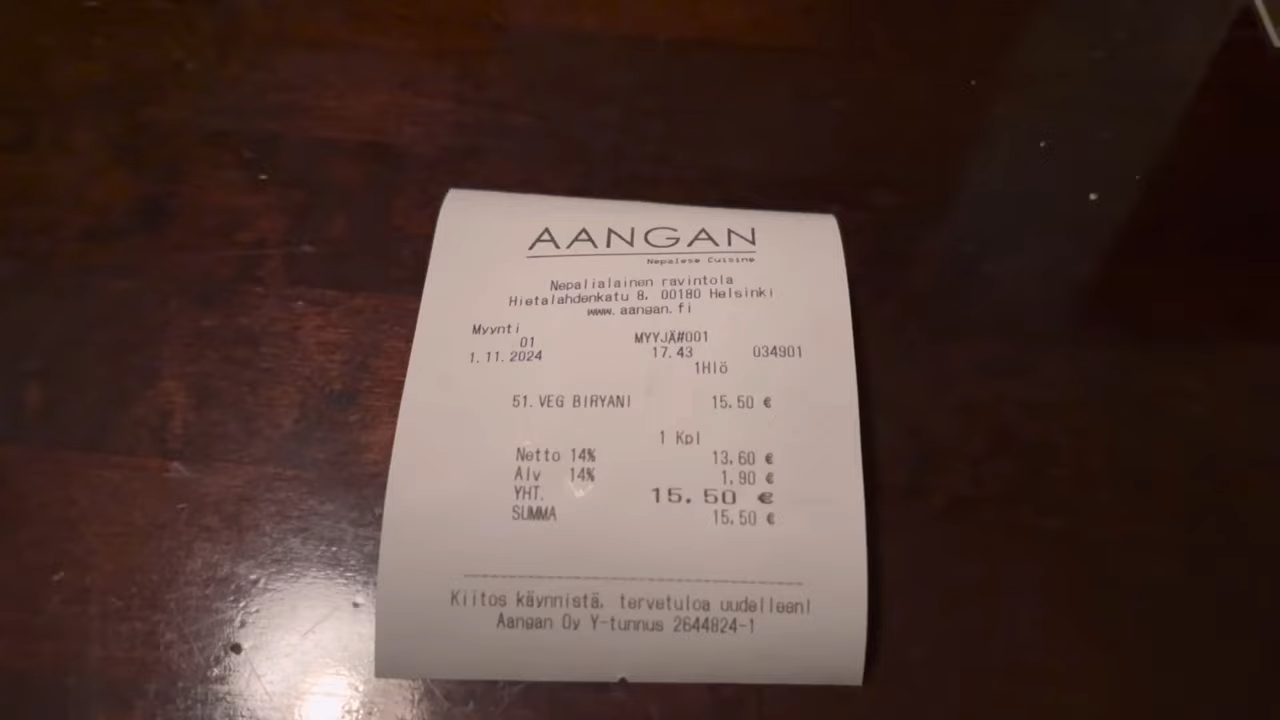 AANGAN
Nepalese Cuisine
Nepalialainen ravintola
Hietalahdenkatu 8, 00180 Helsinki
www.aangan.fi
Myynti
01 MYYJÄ#001
1.11.2024 17.43 034901
1Hlö
51. VEG BIRYANI 15,50 €
1 Kpl
Netto 14% 13,60 €
Alv 14% 1,90 €
YHT. 15.50 €
SUMMA 15,50 €
Kiitos käynnistä, tervetuloa uudelleen!
Aangan Oy Y-tunnus 2644824-1